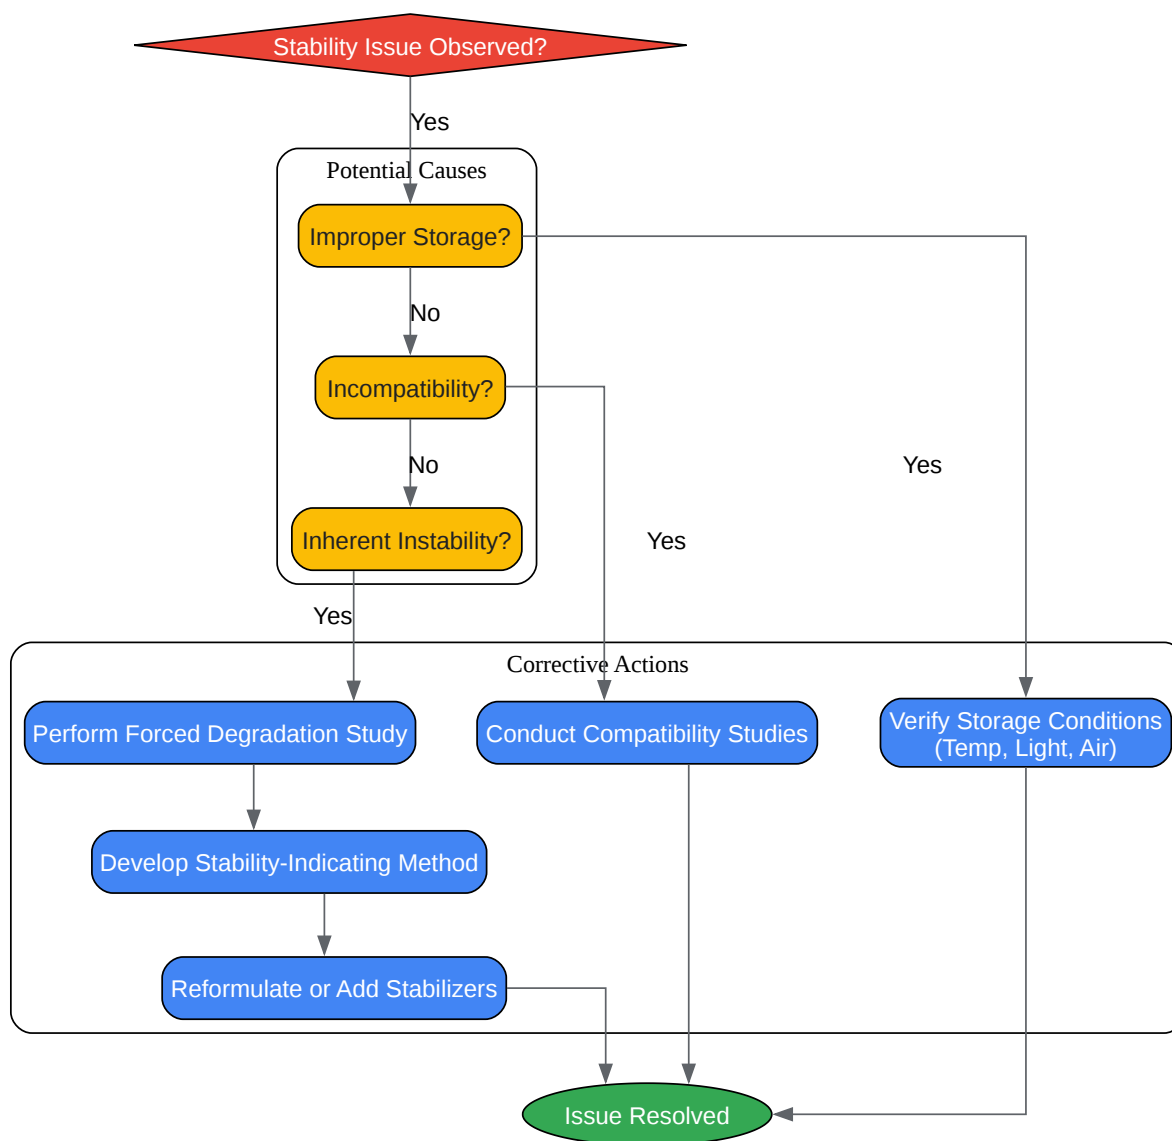 Stability Issue Observed?
Yes
Potential Causes
Improper Storage?
No
Incompatibility?
No
Yes
Inherent Instability?
Yes
Yes
Corrective Actions
Perform Forced Degradation Study
Conduct Compatibility Studies
Verify Storage Conditions
(Temp, Light, Air)
Develop Stability-Indicating Method
Reformulate or Add Stabilizers
Issue Resolved